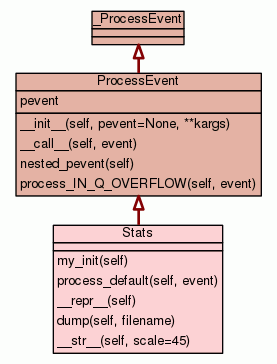 _ProcessEvent
ProcessEvent
pevent
__init__(self, pevent=None, **kargs)
__call__(self, event)
nested_pevent(self)
process_IN_Q_OVERFLOW(self, event)
Stats
my_init(self)
process_default(self, event)
__repr__(self)
dump(self, filename)
__str__(self, scale=45)